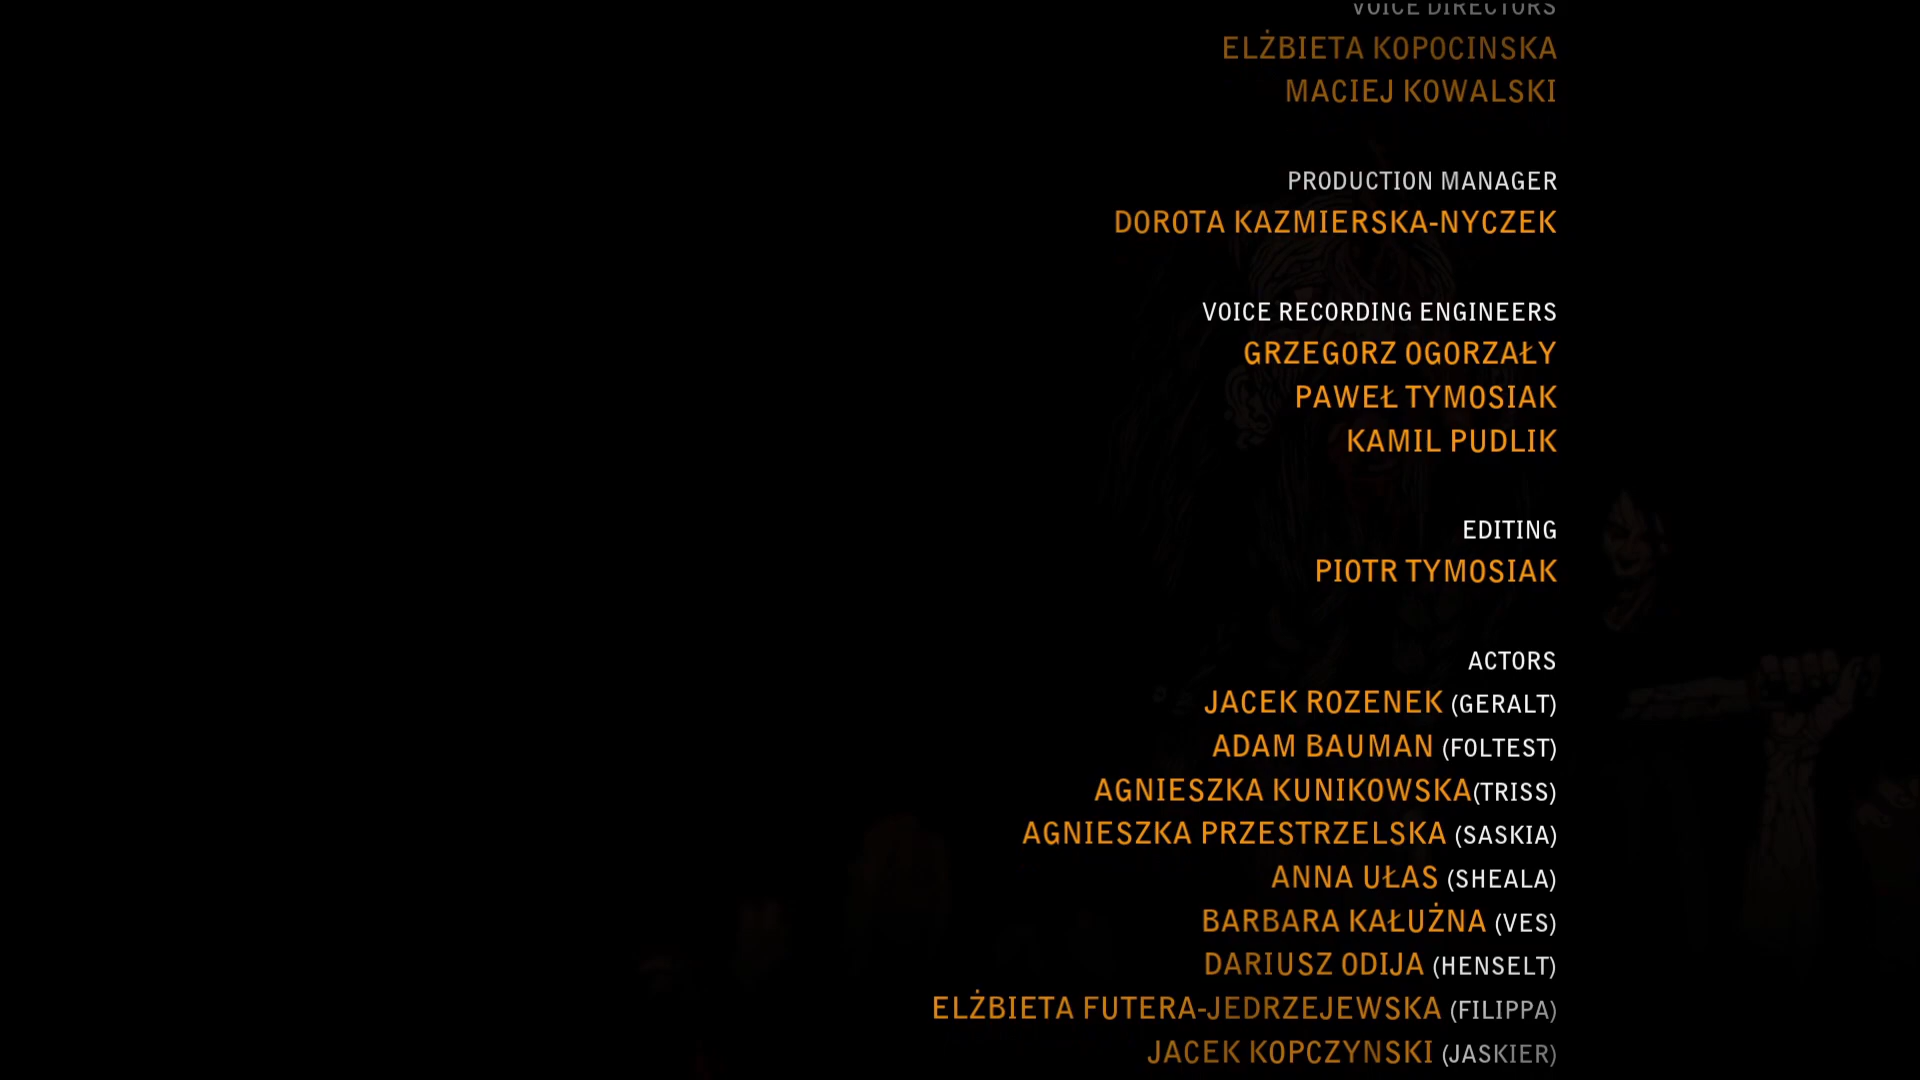 VOICE DIRECTORS
ELŻBIETA KOPOCINSKA
MACIEJ KOWALSKI
PRODUCTION MANAGER
DOROTA KAZMIERSKA-NYCZEK
VOICE RECORDING ENGINEERS
GRZEGORZ OGORZAŁY
PAWEŁ TYMOSIAK
KAMIL PUDLIK
EDITING
PIOTR TYMOSIAK
ACTORS
JACEK ROZENEK (GERALT)
ADAM BAUMAN (FOLTEST)
AGNIESZKA KUNIKOWSKA(TRISS)
AGNIESZKA PRZESTRZELSKA (SASKIA)
ANNA UŁAS (SHEALA)
BARBARA KAŁUŻNA (VES)
DARIUSZ ODIJA (HENSELT)
ELŻBIETA FUTERA-JEDRZEJEWSKA (FILIPPA)
JACEK KOPCZYNSKI (JASKIER)